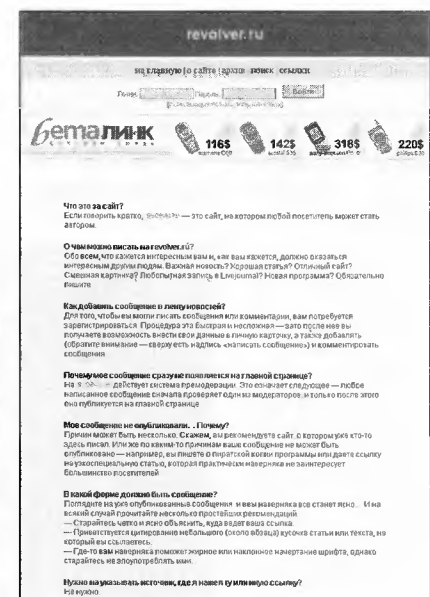 revolver.ru
на главную | о сайте | архив поиск ссылки
Логин: Пароль: Войти
бета линк
116$ 142$ 318$ 220$
Что это за сайт?
Если говорить кратко, — это сайт, на котором любой посетитель может стать
автором.
О чем можно писать на revolver.ru?
Обо всем, что кажется интересным вам и, как вам кажется, должно оказаться
интересным другим людям. Важная новость? Хорошая статья? Отличный сайт?
Смешная картинка? Любопытная запись в Livejournal? Новая программа? Обязательно
пишите
Как добавить сообщение в ленту новостей?
Для того, чтобы вы могли писать сообщения или комментарии, вам потребуется
зарегистрироваться. Процедура эта быстрая и несложная — зато после нее вы
получаете возможность внести свои данные в личную карточку, а также добавлять
(обратите внимание — сверху есть надпись «написать сообщение») и комментировать
сообщения
Почему мое сообщение сразу не появляется на главной странице?
На действует система премодерации. Это означает следующее — любое
написанное сообщение сначала проверяет один из модераторов, и только после этого
оно публикуется на главной странице
Мое сообщение не опубликовали. . Почему?
Причин может быть несколько. Скажем, вы рекомендуете сайт, о котором уже кто-то
здесь писал. Или же по каким-то причинам ваше сообщение не может быть
опубликовано — например, вы пишете о пиратской копии программы или даете ссылку
на узкоспециальную статью, которая практически наверняка не заинтересует
большинство посетителей
В какой форме должно быть сообщение?
Поглядите на уже опубликованные сообщения и вам наверняка все станет ясно... И на
всякий случай прочитайте несколько простейших рекомендаций
— Старайтесь четко и ясно объяснить, куда ведет ваша ссылка.
— Приветствуется цитирование небольшого (около абзаца) кусочка статьи или текста, на
который вы ссылаетесь.
— Где-то вам наверняка поможет жирное или наклонное начертание шрифта, однако
старайтесь не злоупотреблять ими.
Нужно ли указывать источник, где я нашел ту или иную ссылку?
Не нужно